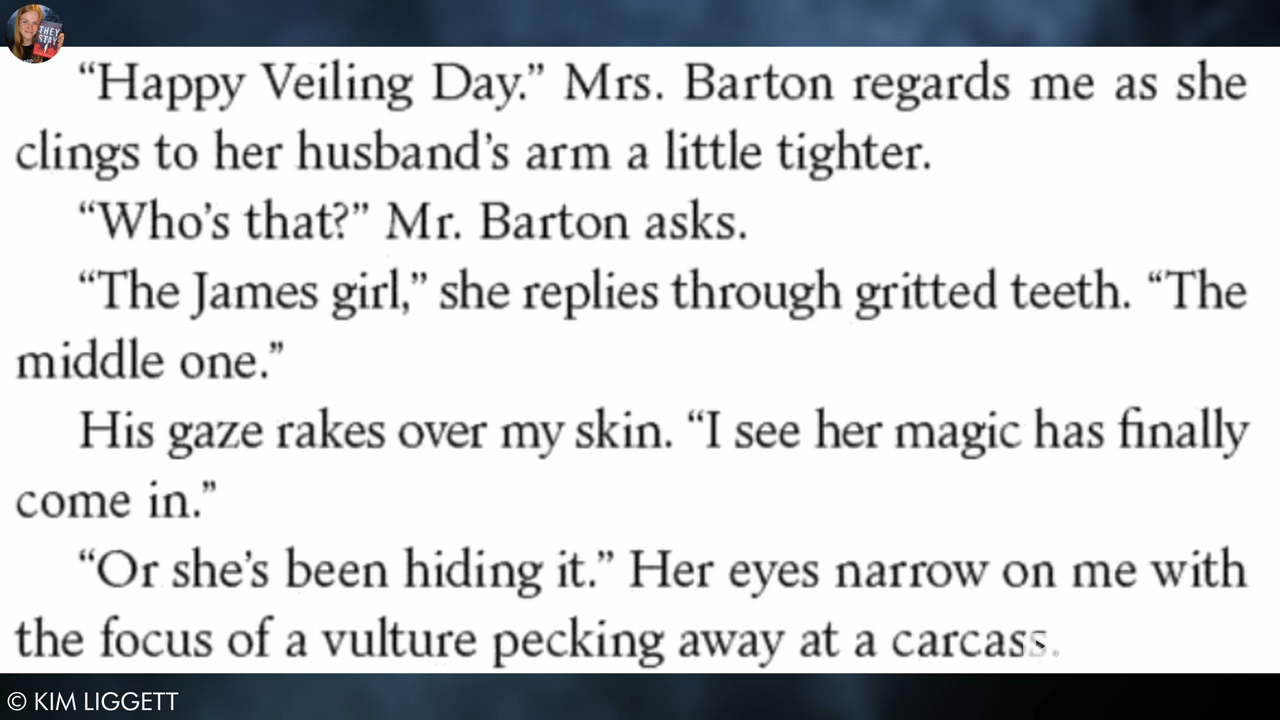 THEY
STAY
“Happy Veiling Day.” Mrs. Barton regards me as she
clings to her husband’s arm a little tighter.
“Who’s that?” Mr. Barton asks.
“The James girl,” she replies through gritted teeth. “The
middle one.”
His gaze rakes over my skin. “I see her magic has finally
come in.”
“Or she’s been hiding it.” Her eyes narrow on me with
the focus of a vulture pecking away at a carcass.
© KIM LIGGETT